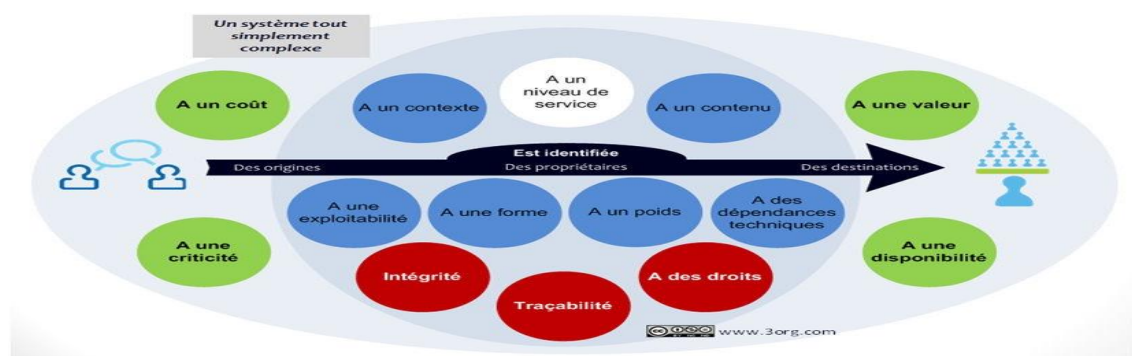 Un système tout
simplement
complexe
A un coût
A un contexte
A un
niveau de
service
A un contenu
A une valeur
Est identifiée
Des origines
Des propriétaires
Des destinations
A une
exploitabilité
A une forme
A un poids
A des
dépendances
techniques
A une
criticité
Intégrité
Traçabilité
A des droits
A une
disponibilité
www.3org.com